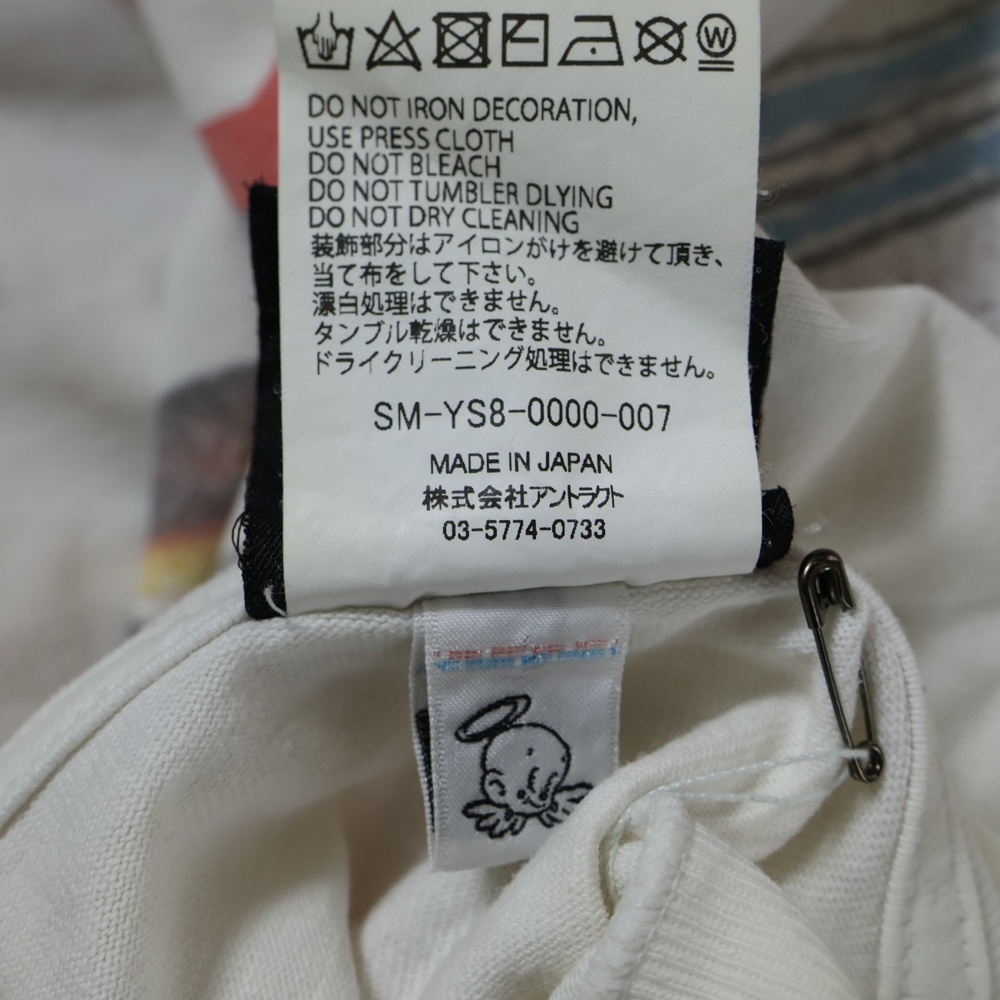 W
DO NOT IRON DECORATION,
USE PRESS CLOTH
DO NOT BLEACH
DO NOT TUMBLER DLYING
DO NOT DRY CLEANING
装飾部分はアイロンがけを避けて頂き、
当て布をして下さい。
漂白処理はできません。
タンブル乾燥はできません。
ドライクリーニング処理はできません。
SM-YS8-0000-007
MADE IN JAPAN
株式会社アントラクト
03-5774-0733